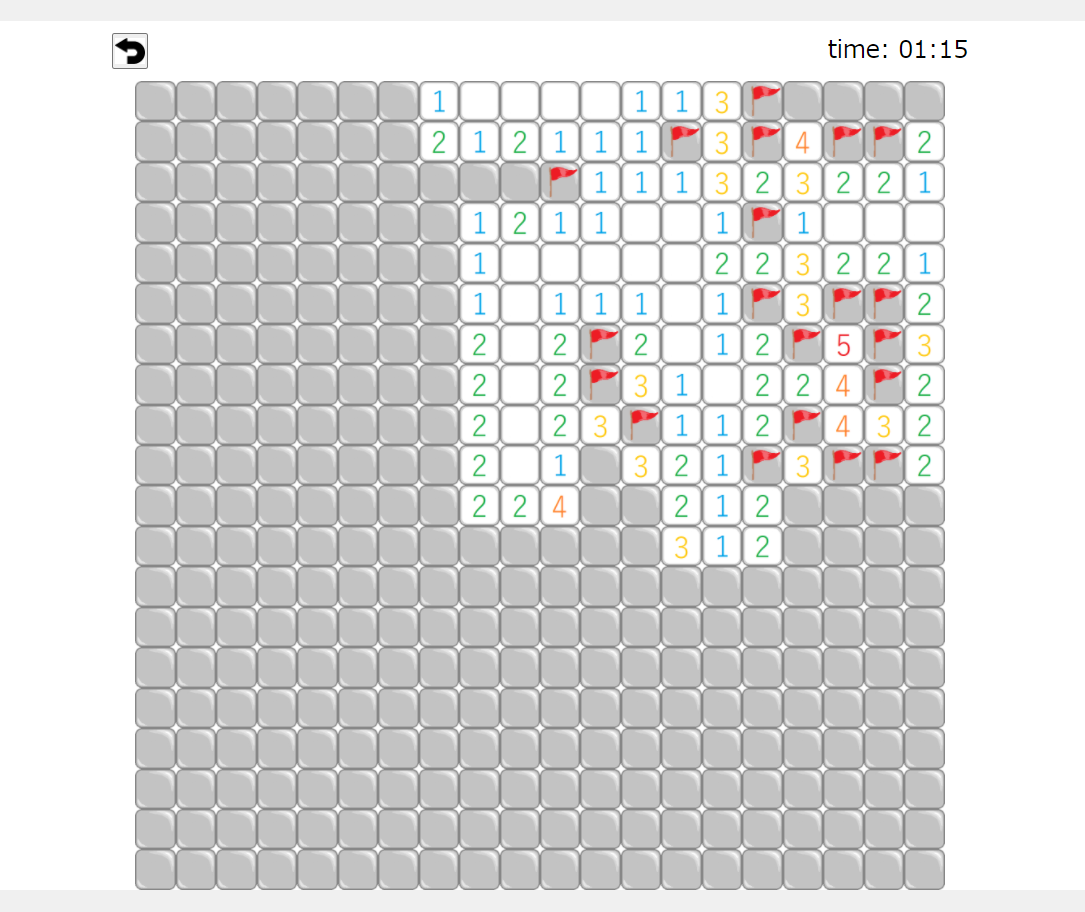 time: 01:15
1 1 1 3
2 1 2 1 1 1 3 4 2
1 1 1 3 2 3 2 2 1
1 2 1 1 1 1
1 2 2 3 2 2 1
1 1 1 1 1 3 2
2 2 2 1 2 5 3
2 2 3 1 2 2 4 2
2 2 3 1 1 2 4 3 2
2 1 3 2 1 3 2
2 2 4 2 1 2
3 1 2